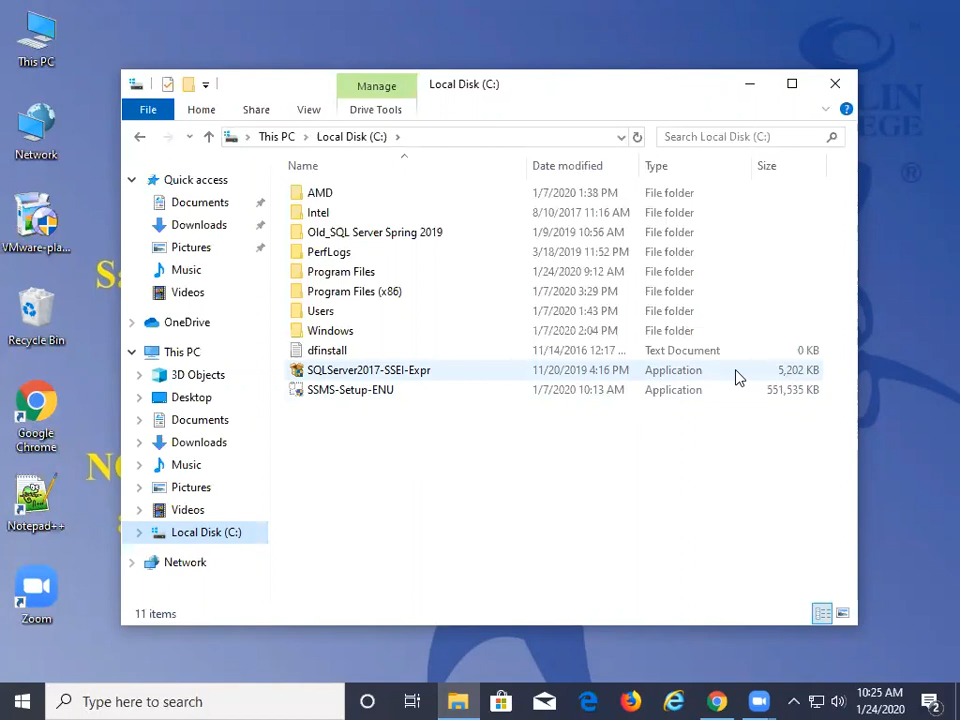 This PC
Network
VMware-pla...
Recycle Bin
Google
Chrome
Notepad++
Zoom
LIN
EGE
®
Manage
Local Disk (C:)
File
Home
Share
View
Drive Tools
This PC
Local Disk (C:)
Search Local Disk (C:)
Name
Date modified
Type
Size
Quick access
Documents
Downloads
Pictures
Music
Videos
OneDrive
This PC
3D Objects
Desktop
Documents
Downloads
Music
Pictures
Videos
Local Disk (C:)
Network
AMD 1/7/2020 1:38 PM File folder
Intel 8/10/2017 11:16 AM File folder
Old_SQL Server Spring 2019 1/9/2019 10:56 AM File folder
PerfLogs 3/18/2019 11:52 PM File folder
Program Files 1/24/2020 9:12 AM File folder
Program Files (x86) 1/7/2020 3:29 PM File folder
Users 1/7/2020 1:43 PM File folder
Windows 1/7/2020 2:04 PM File folder
dfinstall 11/14/2016 12:17 ... Text Document 0 KB
SQLServer2017-SSEI-Expr 11/20/2019 4:16 PM Application 5,202 KB
SSMS-Setup-ENU 1/7/2020 10:13 AM Application 551,535 KB
11 items
Type here to search
10:25 AM
1/24/2020
2